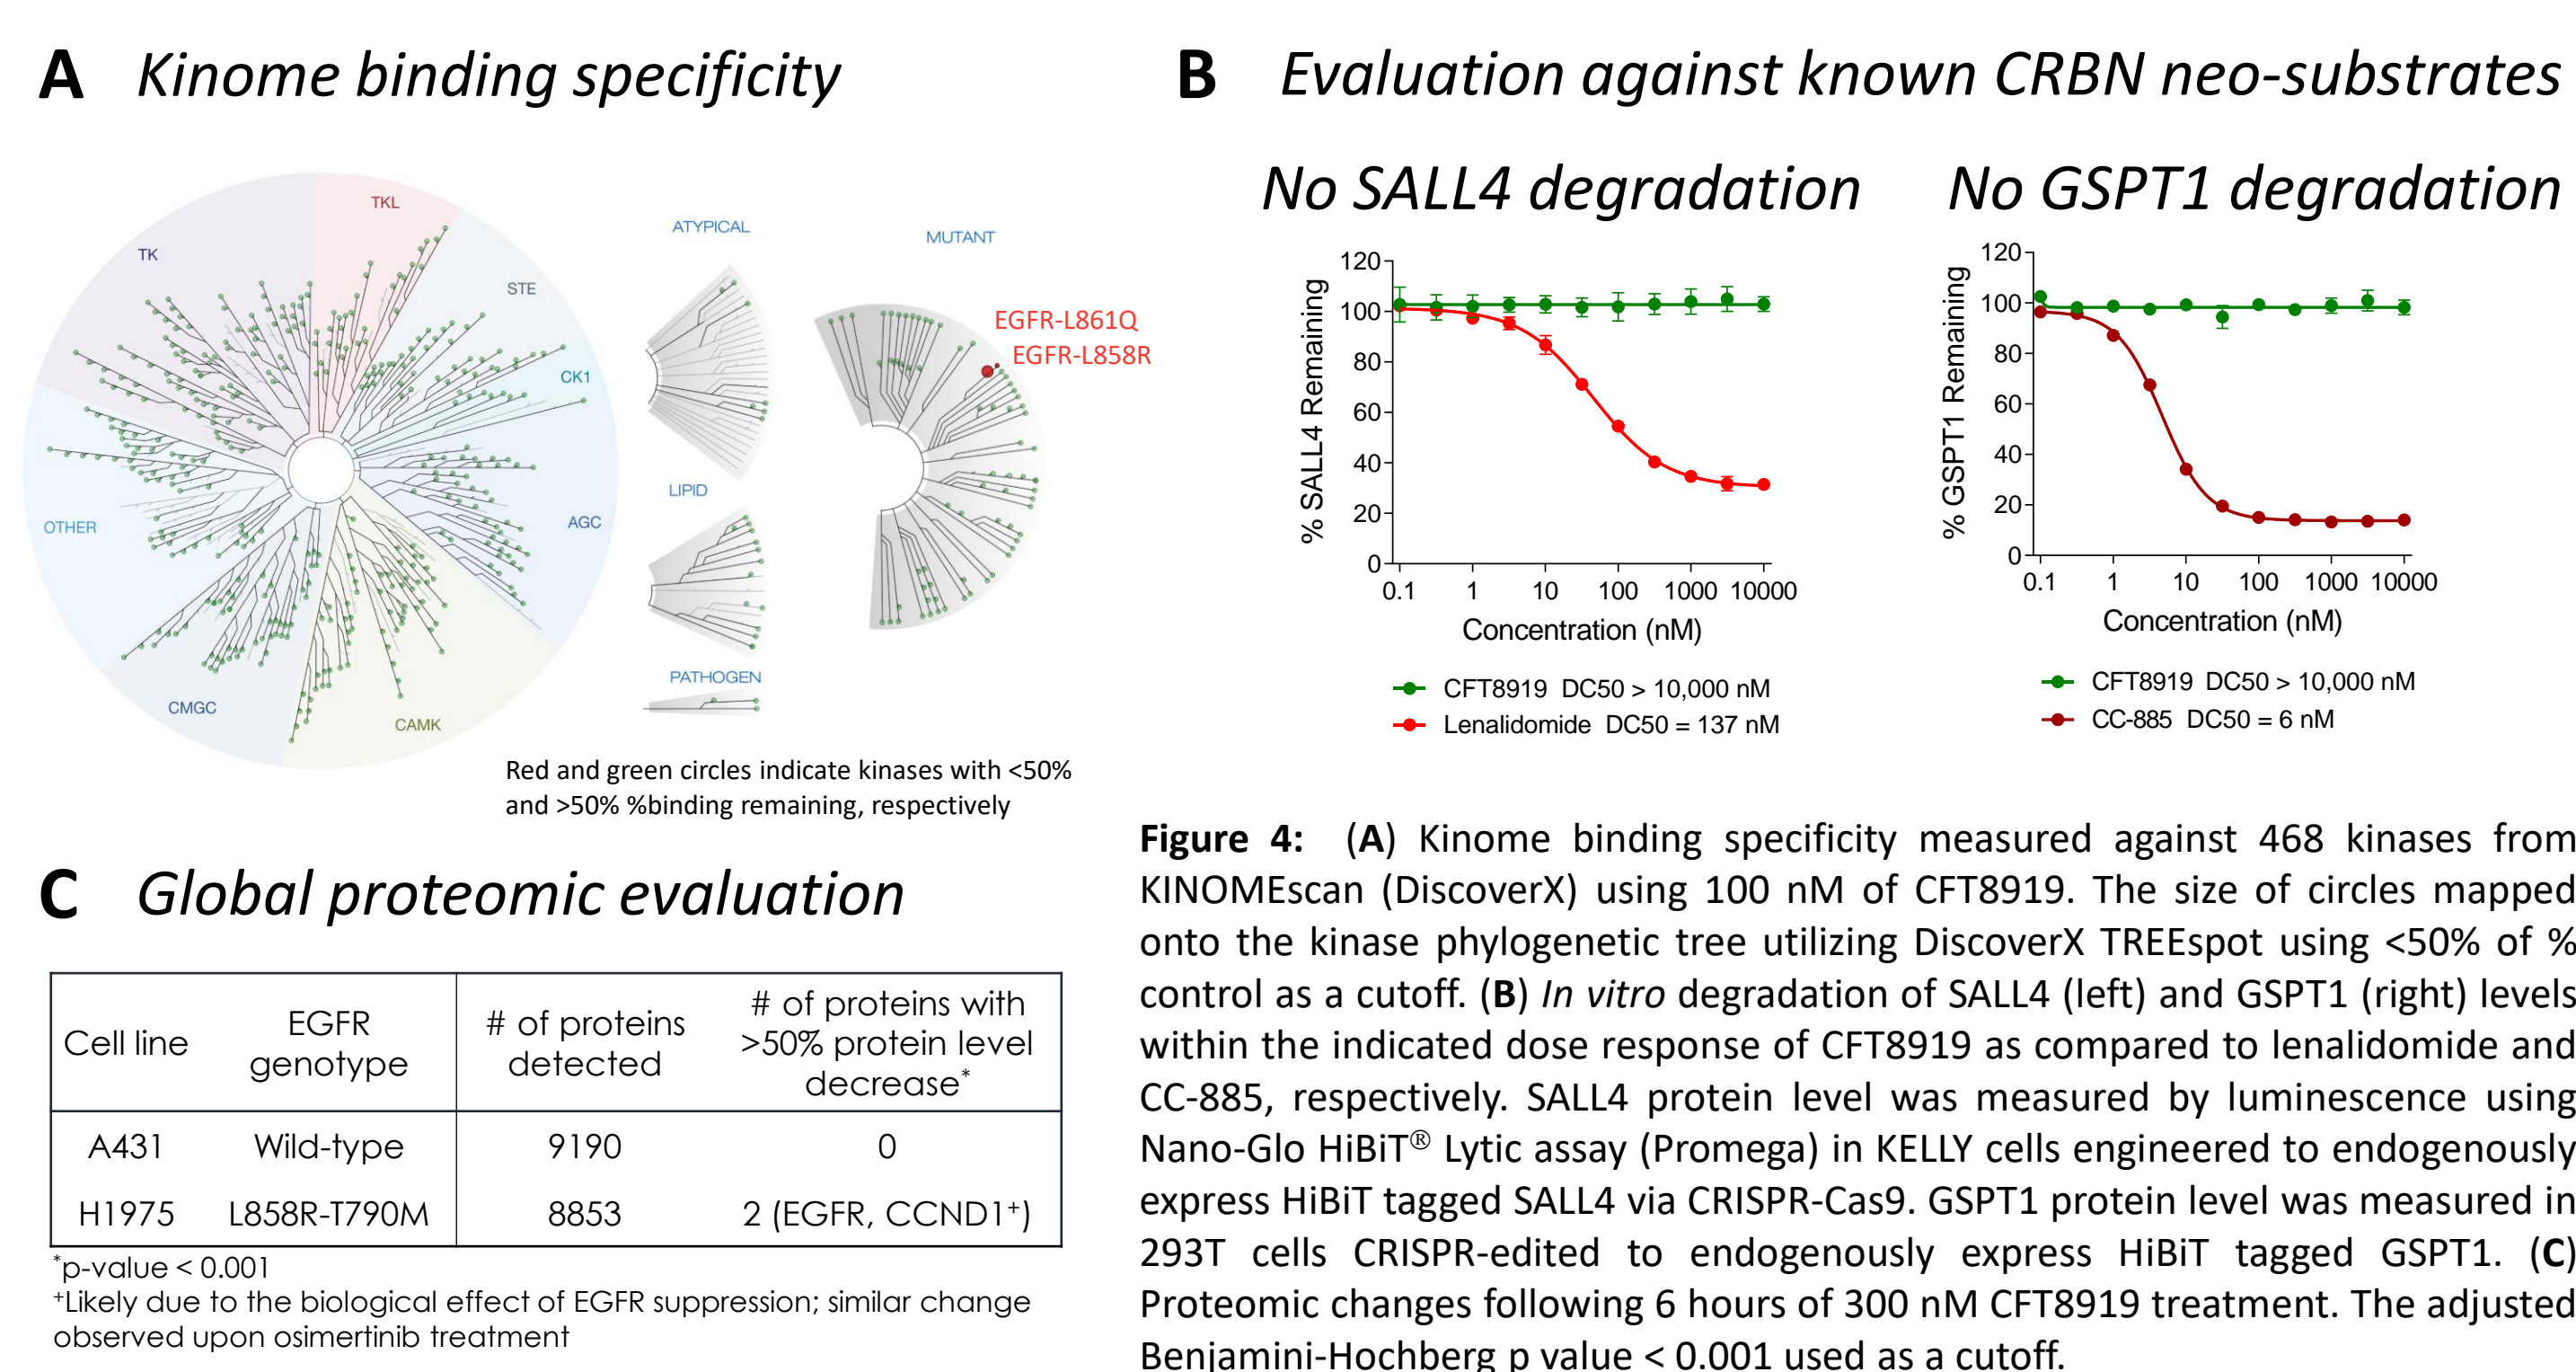 A Kinome binding specificity
TKL
TK
STE
CK1
AGC
OTHER
CMGC
CAMK
ATYPICAL
LIPID
PATHOGEN
MUTANT
EGFR-L861Q
EGFR-L858R
Red and green circles indicate kinases with <50%
and >50% %binding remaining, respectively
B Evaluation against known CRBN neo-substrates
No SALL4 degradation
% SALL4 Remaining
120
100
80
60
40
20
0
0.1 1 10 100 1000 10000
Concentration (nM)
CFT8919 DC50 > 10,000 nM
Lenalidomide DC50 = 137 nM
No GSPT1 degradation
% GSPT1 Remaining
120
100
80
60
40
20
0
0.1 1 10 100 1000 10000
Concentration (nM)
CFT8919 DC50 > 10,000 nM
CC-885 DC50 = 6 nM
C Global proteomic evaluation
Cell line
EGFR
genotype
# of proteins
detected
# of proteins with
>50% protein level
decrease*
A431 Wild-type 9190 0
H1975 L858R-T790M 8853 2 (EGFR, CCND1⁺)
*p-value < 0.001
⁺Likely due to the biological effect of EGFR suppression; similar change
observed upon osimertinib treatment
Figure 4: (A) Kinome binding specificity measured against 468 kinases from
KINOMEscan (DiscoverX) using 100 nM of CFT8919. The size of circles mapped
onto the kinase phylogenetic tree utilizing DiscoverX TREEspot using <50% of %
control as a cutoff. (B) In vitro degradation of SALL4 (left) and GSPT1 (right) levels
within the indicated dose response of CFT8919 as compared to lenalidomide and
CC-885, respectively. SALL4 protein level was measured by luminescence using
Nano-Glo HiBiT® Lytic assay (Promega) in KELLY cells engineered to endogenously
express HiBiT tagged SALL4 via CRISPR-Cas9. GSPT1 protein level was measured in
293T cells CRISPR-edited to endogenously express HiBiT tagged GSPT1. (C)
Proteomic changes following 6 hours of 300 nM CFT8919 treatment. The adjusted
Benjamini-Hochberg p value < 0.001 used as a cutoff.